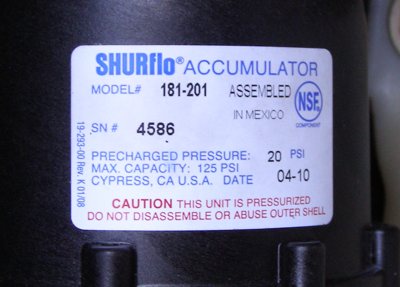 SHURflo® ACCUMULATOR
MODEL# 181-201 ASSEMBLED
IN MEXICO
NSF
COMPONENT
SN # 4586
19-293-00 Rev. K 01/08
PRECHARGED PRESSURE: 20 PSI
MAX. CAPACITY: 125 PSI
CYPRESS, CA U.S.A. DATE 04-10
CAUTION THIS UNIT IS PRESSURIZED
DO NOT DISASSEMBLE OR ABUSE OUTER SHELL